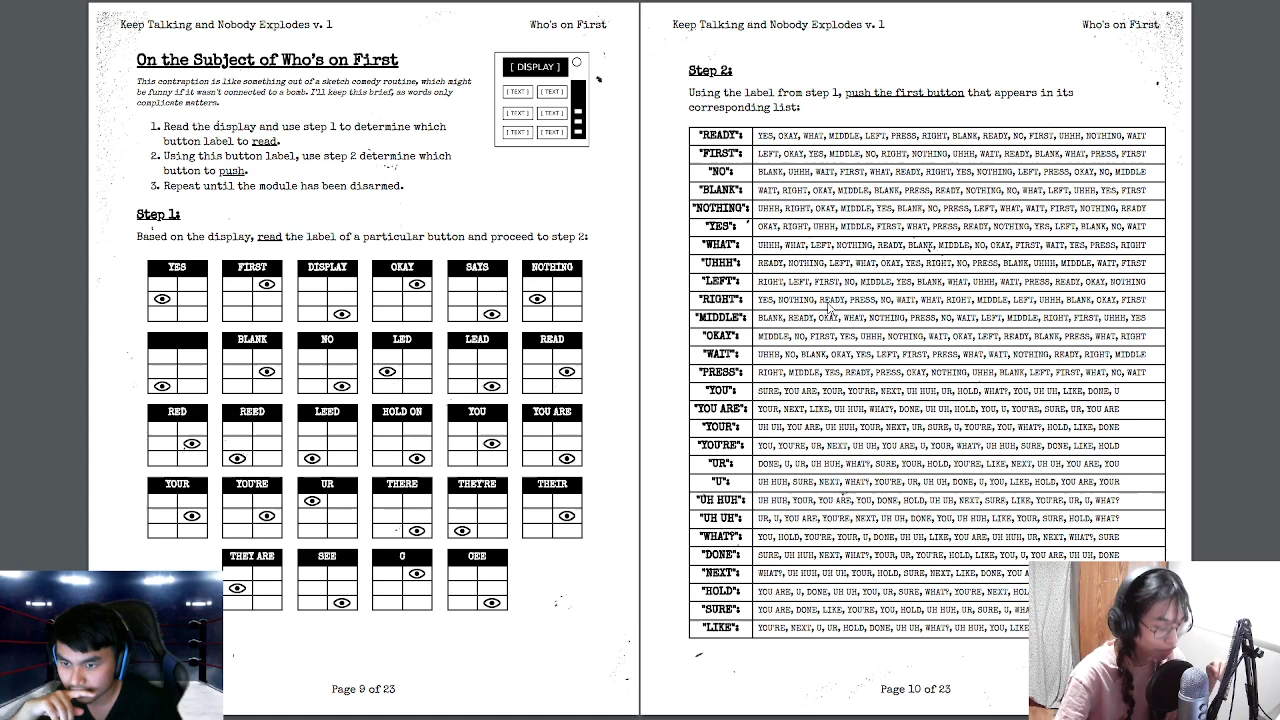 Keep Talking and Nobody Explodes v. 1
Who's on First
On the Subject of Who's on First
This contraption is like something out of a sketch comedy routine, which might
be funny if it wasn't connected to a bomb. I'll keep this brief, as words only
complicate matters.
[ DISPLAY ]
[ TEXT ] [ TEXT ]
[ TEXT ] [ TEXT ]
[ TEXT ] [ TEXT ]
1. Read the display and use step 1 to determine which
button label to read.
2. Using this button label, use step 2 determine which
button to push.
3. Repeat until the module has been disarmed.
Step 1:
Based on the display, read the label of a particular button and proceed to step 2:
YES FIRST DISPLAY OKAY SAYS NOTHING
BLANK NO LED LEAD READ
RED REED LEED HOLD ON YOU YOU ARE
YOUR YOU'RE UR THERE THEY'RE THEIR
THEY ARE SEE C CEE
Page 9 of 23
Keep Talking and Nobody Explodes v. 1
Who's on First
Step 2:
Using the label from step 1, push the first button that appears in its
corresponding list:
"READY": YES, OKAY, WHAT, MIDDLE, LEFT, PRESS, RIGHT, BLANK, READY, NO, FIRST, UHHH, NOTHING, WAIT
"FIRST": LEFT, OKAY, YES, MIDDLE, NO, RIGHT, NOTHING, UHHH, WAIT, READY, BLANK, WHAT, PRESS, FIRST
"NO": BLANK, UHHH, WAIT, FIRST, WHAT, READY, RIGHT, YES, NOTHING, LEFT, PRESS, OKAY, NO, MIDDLE
"BLANK": WAIT, RIGHT, OKAY, MIDDLE, BLANK, PRESS, READY, NOTHING, NO, WHAT, LEFT, UHHH, YES, FIRST
"NOTHING": UHHH, RIGHT, OKAY, MIDDLE, YES, BLANK, NO, PRESS, LEFT, WHAT, WAIT, FIRST, NOTHING, READY
"YES": OKAY, RIGHT, UHHH, MIDDLE, FIRST, WHAT, PRESS, READY, NOTHING, YES, LEFT, BLANK, NO, WAIT
"WHAT": UHHH, WHAT, LEFT, NOTHING, READY, BLANK, MIDDLE, NO, OKAY, FIRST, WAIT, YES, PRESS, RIGHT
"UHHH": READY, NOTHING, LEFT, WHAT, OKAY, YES, RIGHT, NO, PRESS, BLANK, UHHH, MIDDLE, WAIT, FIRST
"LEFT": RIGHT, LEFT, FIRST, NO, MIDDLE, YES, BLANK, WHAT, UHHH, WAIT, PRESS, READY, OKAY, NOTHING
"RIGHT": YES, NOTHING, READY, PRESS, NO, WAIT, WHAT, RIGHT, MIDDLE, LEFT, UHHH, BLANK, OKAY, FIRST
"MIDDLE": BLANK, READY, OKAY, WHAT, NOTHING, PRESS, NO, WAIT, LEFT, MIDDLE, RIGHT, FIRST, UHHH, YES
"OKAY": MIDDLE, NO, FIRST, YES, UHHH, NOTHING, WAIT, OKAY, LEFT, READY, BLANK, PRESS, WHAT, RIGHT
"WAIT": UHHH, NO, BLANK, OKAY, YES, LEFT, FIRST, PRESS, WHAT, WAIT, NOTHING, READY, RIGHT, MIDDLE
"PRESS": RIGHT, MIDDLE, YES, READY, PRESS, OKAY, NOTHING, UHHH, BLANK, LEFT, FIRST, WHAT, NO, WAIT
"YOU": SURE, YOU ARE, YOUR, YOU'RE, NEXT, UH HUH, UR, HOLD, WHAT?, YOU, UH UH, LIKE, DONE, U
"YOU ARE": YOUR, NEXT, LIKE, UH HUH, WHAT?, DONE, UH UH, HOLD, YOU, U, YOU'RE, SURE, UR, YOU ARE
"YOUR": UH UH, YOU ARE, UH HUH, YOUR, NEXT, UR, SURE, U, YOU'RE, YOU, WHAT?, HOLD, LIKE, DONE
"YOU'RE": YOU, YOU'RE, UR, NEXT, UH UH, YOU ARE, U, YOUR, WHAT?, UH HUH, SURE, DONE, LIKE, HOLD
"UR": DONE, U, UR, UH HUH, WHAT?, SURE, YOUR, HOLD, YOU'RE, LIKE, NEXT, UH UH, YOU ARE, YOU
"U": UH HUH, SURE, NEXT, WHAT?, YOU'RE, UR, UH UH, DONE, U, YOU, LIKE, HOLD, YOU ARE, YOUR
"UH HUH": UH HUH, YOUR, YOU ARE, YOU, DONE, HOLD, UH UH, NEXT, SURE, LIKE, YOU'RE, UR, U, WHAT?
"UH UH": UR, U, YOU ARE, YOU'RE, NEXT, UH UH, DONE, YOU, UH HUH, LIKE, YOUR, SURE, HOLD, WHAT?
"WHAT?": YOU, HOLD, YOU'RE, YOUR, U, DONE, UH UH, LIKE, YOU ARE, UH HUH, UR, NEXT, WHAT?, SURE
"DONE": SURE, UH HUH, NEXT, WHAT?, YOUR, UR, YOU'RE, HOLD, LIKE, YOU, U, YOU ARE, UH UH, DONE
"NEXT": WHAT?, UH HUH, UH UH, YOUR, HOLD, SURE, NEXT, LIKE, DONE, YOU A
"HOLD": YOU ARE, U, DONE, UH UH, YOU, UR, SURE, WHAT?, YOU'RE, NEXT, HOL
"SURE": YOU ARE, DONE, LIKE, YOU'RE, YOU, HOLD, UH HUH, UR, SURE, U, WHA
"LIKE": YOU'RE, NEXT, U, UR, HOLD, DONE, UH UH, WHAT?, UH HUH, YOU, LIKE,
Page 10 of 23